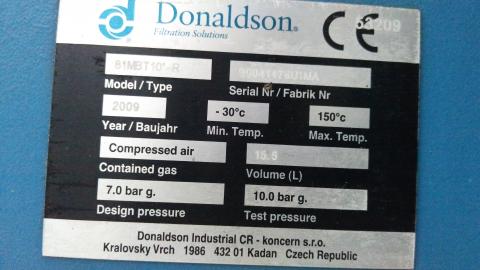 Donaldson®
Filtration Solutions
CE
Model / Type
Serial Nr / Fabrik Nr
2009
- 30°c
150°c
Year / Baujahr
Min. Temp.
Max. Temp.
Compressed air
15.5
Contained gas
Volume (L)
7.0 bar g.
10.0 bar g.
Design pressure
Test pressure
Donaldson Industrial CR - koncern s.r.o.
Kralovsky Vrch 1986 432 01 Kadan Czech Republic